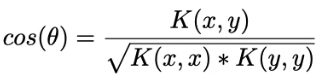 cos(θ) = K(x, y) / √(K(x, x) * K(y, y))